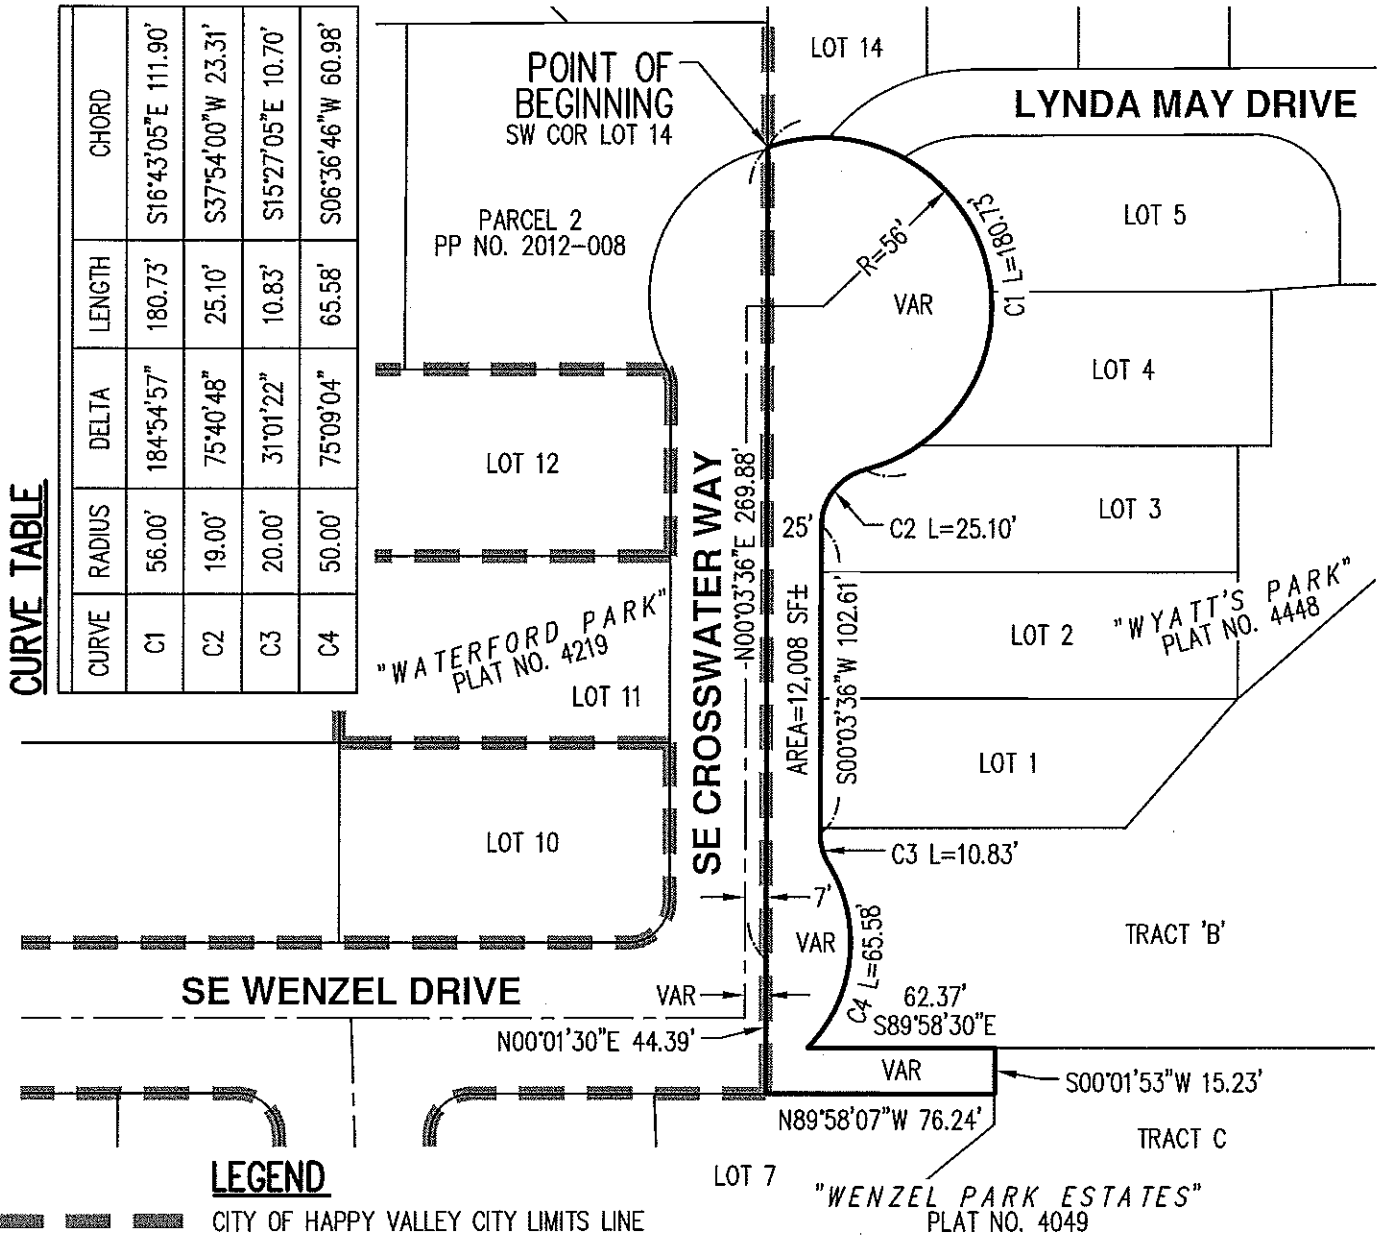 CURVE TABLE
CURVE RADIUS DELTA LENGTH CHORD
C1 56.00' 184°54'57" 180.73' S16°43'05"E 111.90'
C2 19.00' 75°40'48" 25.10' S37°54'00"W 23.31'
C3 20.00' 31°01'22" 10.83' S15°27'05"E 10.70'
C4 50.00' 75°09'04" 65.58' S06°36'46"W 60.98'
POINT OF
BEGINNING
SW COR LOT 14
LOT 14
LYNDA MAY DRIVE
PARCEL 2
PP NO. 2012-008
R=56'
C1 L=180.73'
VAR
LOT 5
LOT 4
LOT 12
LOT 3
25'
C2 L=25.10'
SE CROSSWATER WAY
N00°03'36"E 269.88'
AREA=12,008 SF±
S00°03'36"W 102.61'
"WATERFORD PARK"
PLAT NO. 4219
LOT 11
LOT 2
"WYATT'S PARK"
PLAT NO. 4448
LOT 1
LOT 10
C3 L=10.83'
7'
VAR
C4 L=65.58'
TRACT 'B'
SE WENZEL DRIVE
VAR
62.37'
S89°58'30"E
N00°01'30"E 44.39'
VAR
S00°01'53"W 15.23'
N89°58'07"W 76.24'
TRACT C
LOT 7
"WENZEL PARK ESTATES"
PLAT NO. 4049
LEGEND
CITY OF HAPPY VALLEY CITY LIMITS LINE